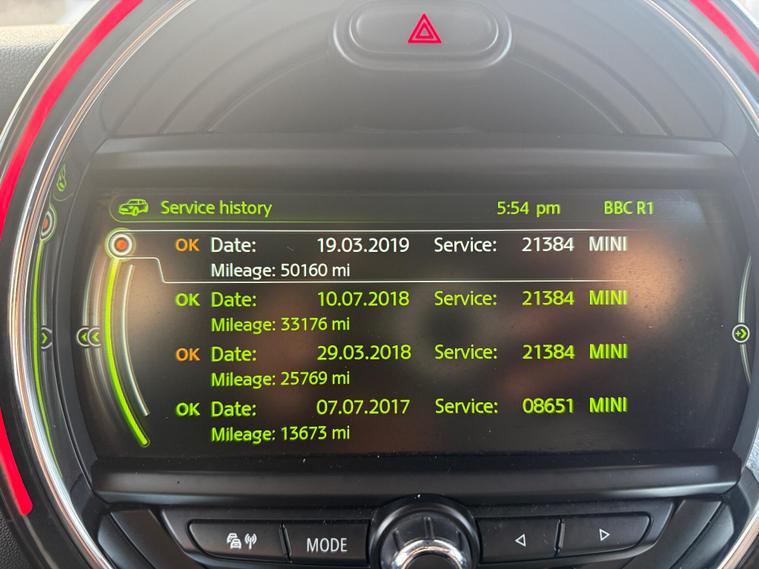 Service history 5:54 pm BBC R1
OK Date: 19.03.2019 Service: 21384 MINI
Mileage: 50160 mi
OK Date: 10.07.2018 Service: 21384 MINI
Mileage: 33176 mi
OK Date: 29.03.2018 Service: 21384 MINI
Mileage: 25769 mi
OK Date: 07.07.2017 Service: 08651 MINI
Mileage: 13673 mi
MODE